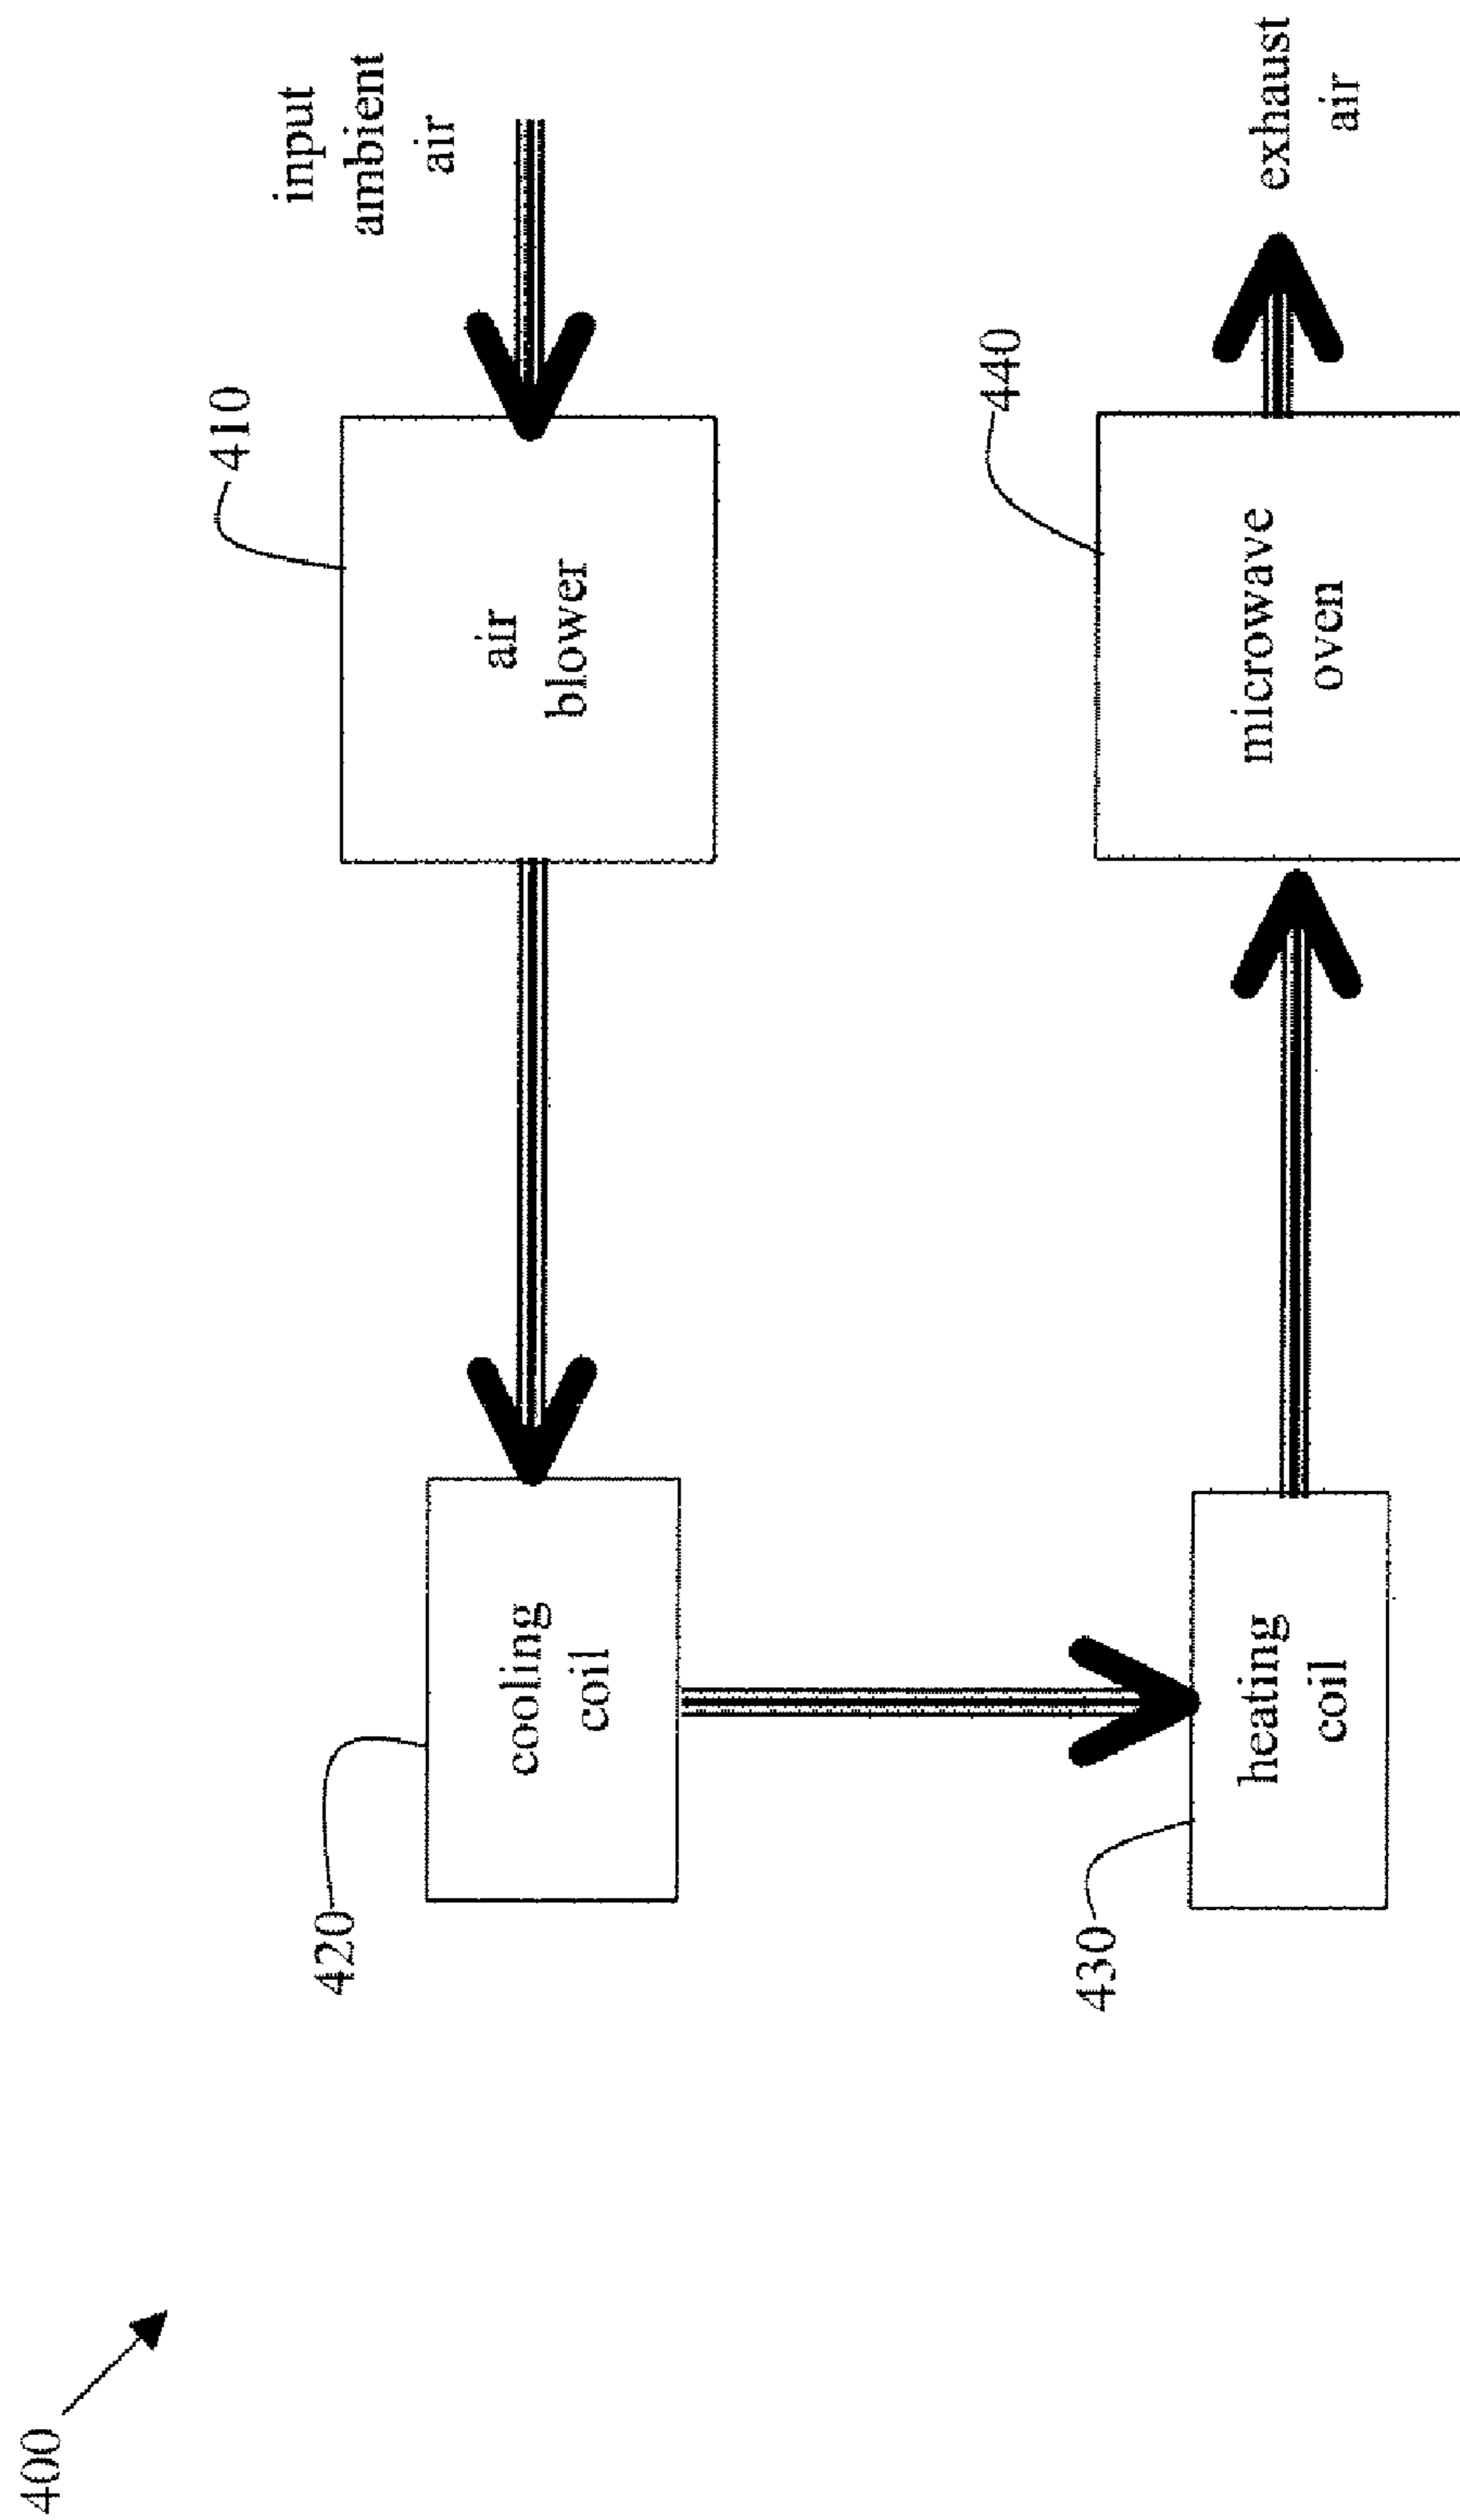 400
420
cooling
coil
410
air
blower
input
ambient
air
430
heating
coil
440
microwave
oven
exhaust
air